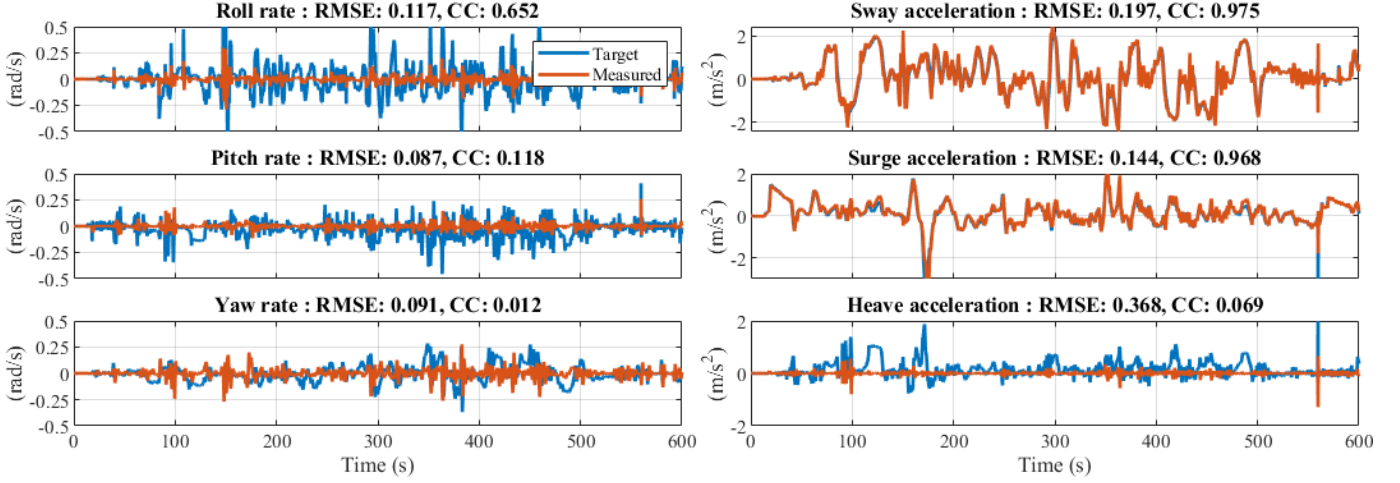 Roll rate : RMSE: 0.117, CC: 0.652
0.5
0.25
0
-0.25
-0.5
(rad/s)
Target
Measured
Pitch rate : RMSE: 0.087, CC: 0.118
0.5
0.25
0
-0.25
-0.5
(rad/s)
Yaw rate : RMSE: 0.091, CC: 0.012
0.5
0.25
0
-0.25
-0.5
(rad/s)
0 100 200 300 400 500 600
Time (s)
Sway acceleration : RMSE: 0.197, CC: 0.975
2
0
-2
(m/s²)
Surge acceleration : RMSE: 0.144, CC: 0.968
2
0
-2
(m/s²)
Heave acceleration : RMSE: 0.368, CC: 0.069
2
0
-2
(m/s²)
0 100 200 300 400 500 600
Time (s)